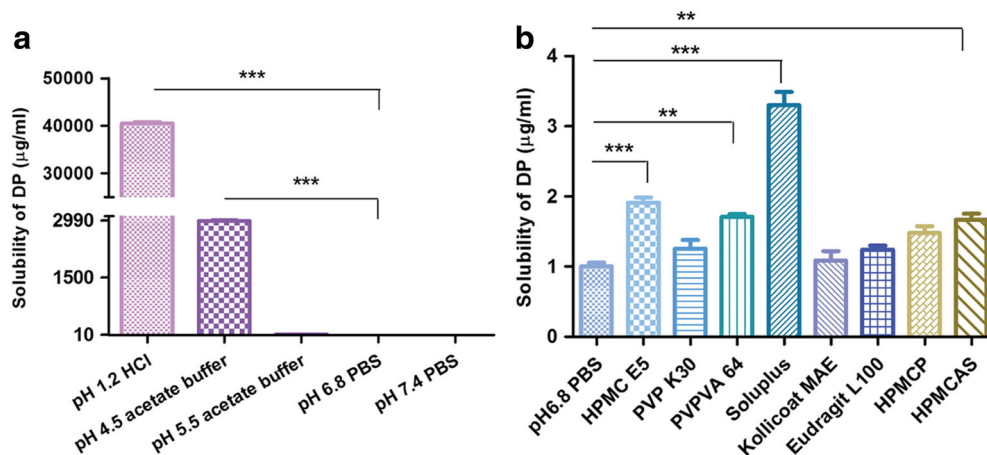 a
Solubility of DP (μg/ml)
50000
40000
30000
2990
1500
10
***
***
pH 1.2 HCl
pH 4.5 acetate buffer
pH 5.5 acetate buffer
pH 6.8 PBS
pH 7.4 PBS
b
Solubility of DP (μg/ml)
4
3
2
1
0
**
***
**
***
pH6.8 PBS
HPMC E5
PVP K30
PVPVA 64
Soluplus
Kollicoat MAE
Eudragit L100
HPMCP
HPMCAS